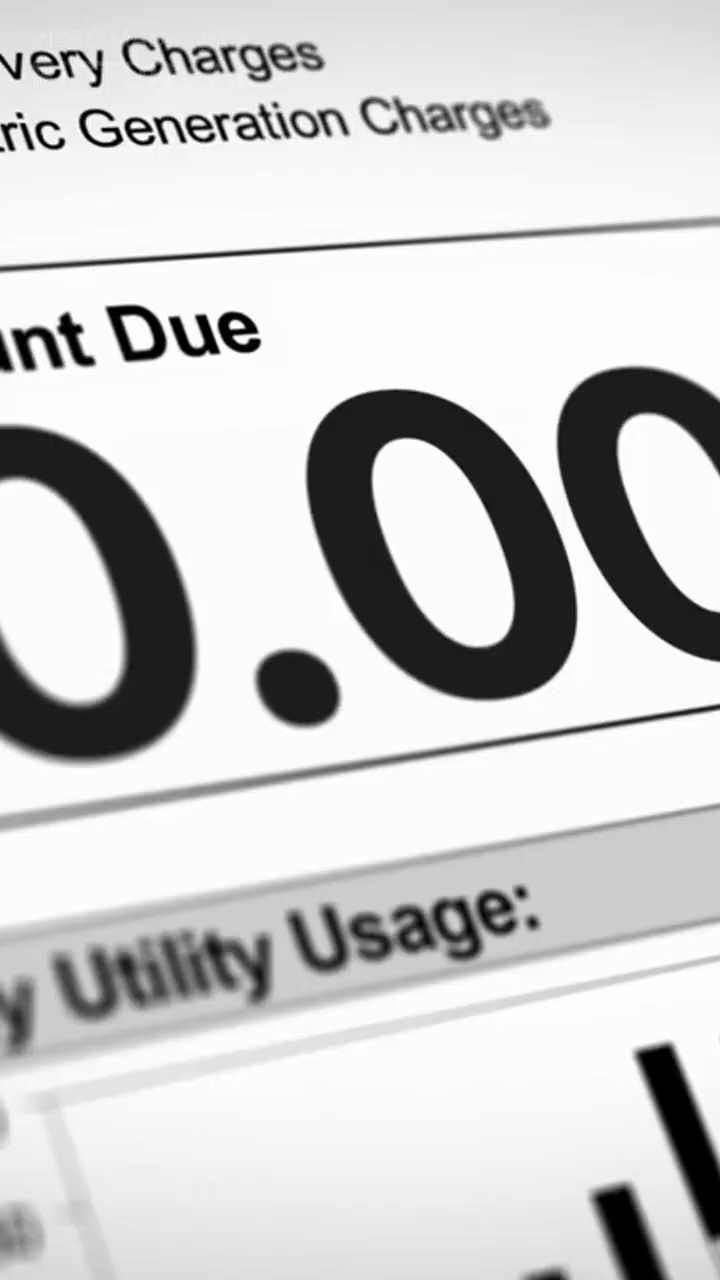 very Charges
ric Generation Charges
unt Due
0.00
y Utility Usage: